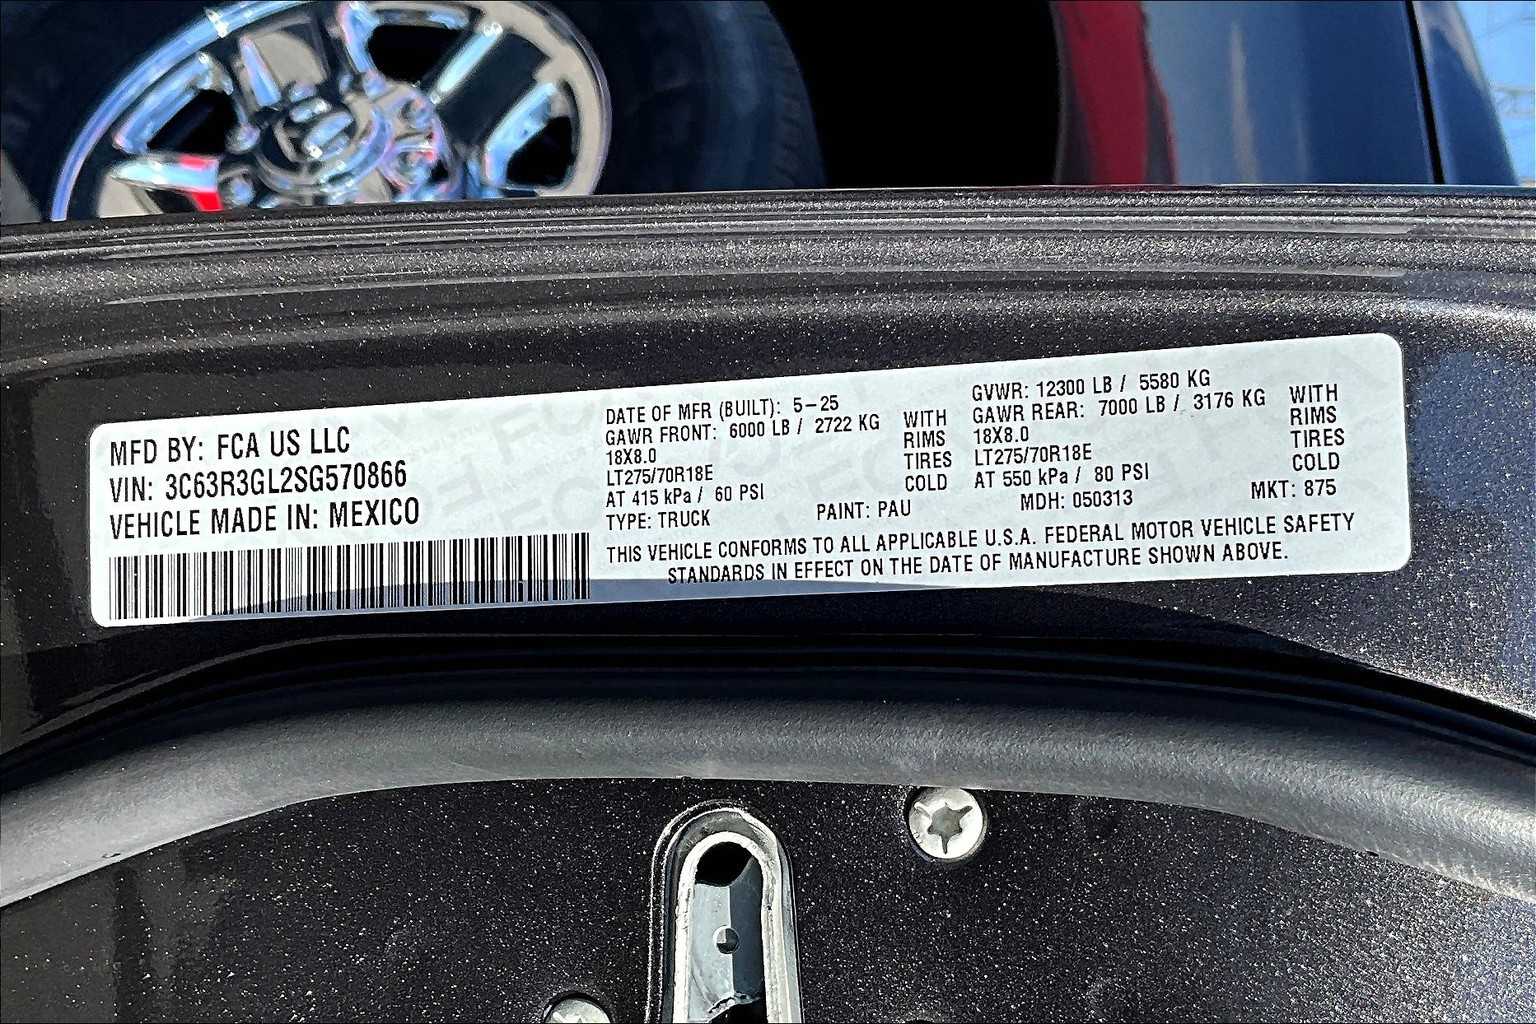 MFD BY: FCA US LLC
VIN: 3C63R3GL2SG570866
VEHICLE MADE IN: MEXICO
DATE OF MFR (BUILT): 5-25
GAWR FRONT: 6000 LB / 2722 KG WITH
18X8.0 RIMS
LT275/70R18E TIRES
AT 415 kPa / 60 PSI COLD
GVWR: 12300 LB / 5580 KG
GAWR REAR: 7000 LB / 3176 KG WITH
18X8.0 RIMS
LT275/70R18E TIRES
AT 550 kPa / 80 PSI COLD
TYPE: TRUCK PAINT: PAU MDH: 050313 MKT: 875
THIS VEHICLE CONFORMS TO ALL APPLICABLE U.S.A. FEDERAL MOTOR VEHICLE SAFETY
STANDARDS IN EFFECT ON THE DATE OF MANUFACTURE SHOWN ABOVE.